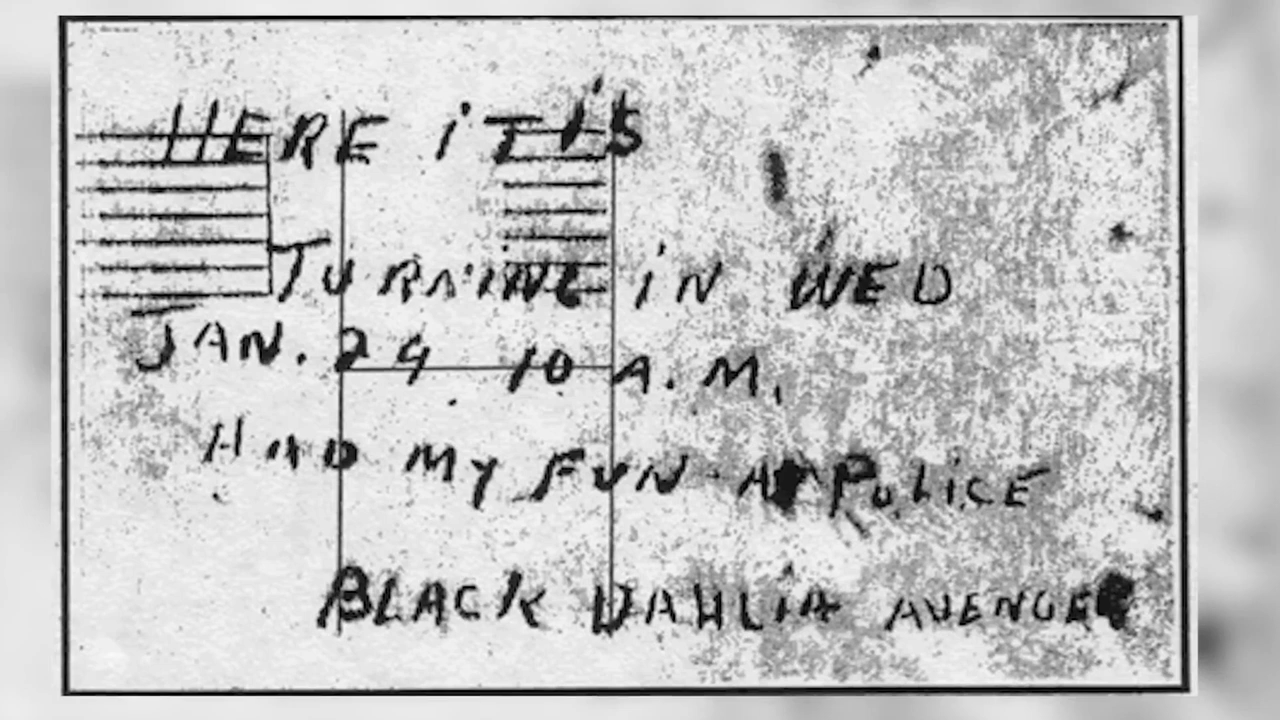 HERE IT IS
TURNING IN WED
JAN. 29 10 A.M.
HAD MY FUN AT POLICE
BLACK DAHLIA AVENGER